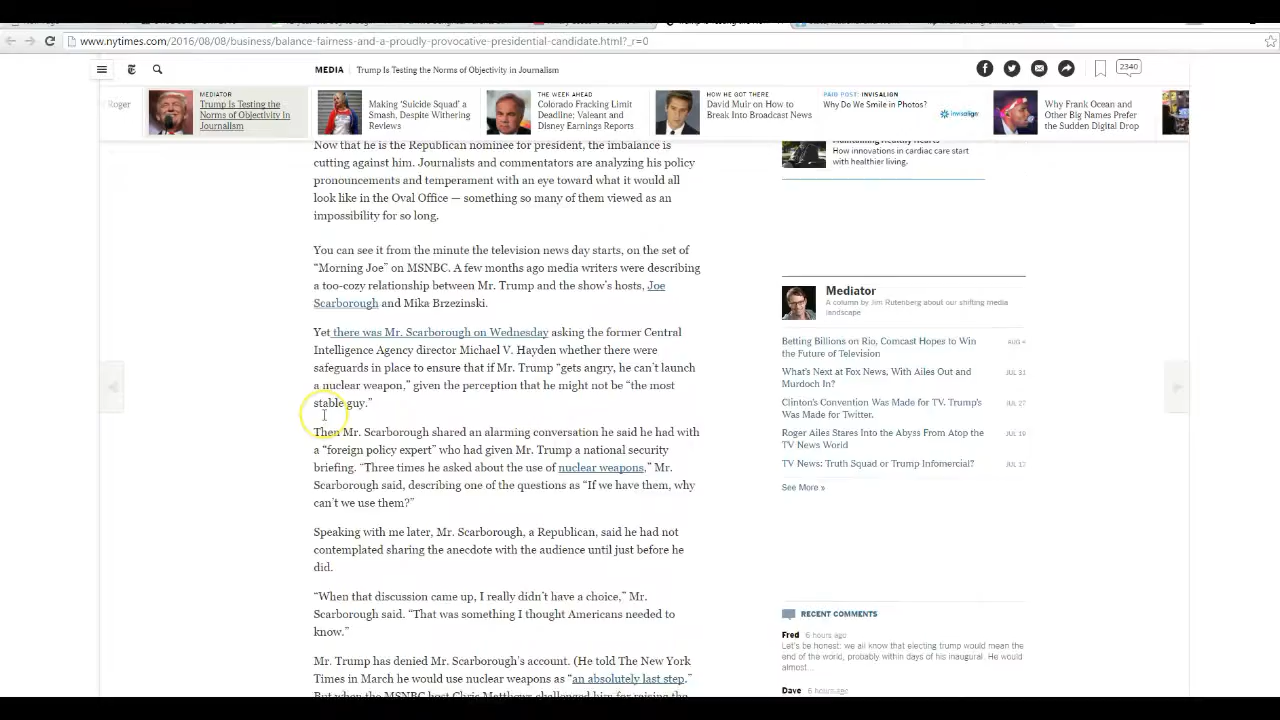 www.nytimes.com/2016/08/08/business/balance-fairness-and-a-proudly-provocative-presidential-candidate.html?_r=0
MEDIA
Trump Is Testing the Norms of Objectivity in Journalism
2340
Roger
MEDIATOR
Trump Is Testing the
Norms of Objectivity in
Journalism
Making ‘Suicide Squad’ a
Smash, Despite Withering
Reviews
THE WEEK AHEAD
Colorado Fracking Limit
Deadline; Valeant and
Disney Earnings Reports
HOW HE GOT THERE
David Muir on How to
Break Into Broadcast News
PAID POST: INVISALIGN
Why Do We Smile in Photos?
invisalign
Why Frank Ocean and
Other Big Names Prefer
the Sudden Digital Drop
Now that he is the Republican nominee for president, the imbalance is
cutting against him. Journalists and commentators are analyzing his policy
pronouncements and temperament with an eye toward what it would all
look like in the Oval Office — something so many of them viewed as an
impossibility for so long.
You can see it from the minute the television news day starts, on the set of
“Morning Joe” on MSNBC. A few months ago media writers were describing
a too-cozy relationship between Mr. Trump and the show’s hosts, Joe
Scarborough and Mika Brzezinski.
Yet there was Mr. Scarborough on Wednesday asking the former Central
Intelligence Agency director Michael V. Hayden whether there were
safeguards in place to ensure that if Mr. Trump “gets angry, he can’t launch
a nuclear weapon,” given the perception that he might not be “the most
stable guy.”
Then Mr. Scarborough shared an alarming conversation he said he had with
a “foreign policy expert” who had given Mr. Trump a national security
briefing. “Three times he asked about the use of nuclear weapons,” Mr.
Scarborough said, describing one of the questions as “If we have them, why
can’t we use them?”
Speaking with me later, Mr. Scarborough, a Republican, said he had not
contemplated sharing the anecdote with the audience until just before he
did.
“When that discussion came up, I really didn’t have a choice,” Mr.
Scarborough said. “That was something I thought Americans needed to
know.”
Mr. Trump has denied Mr. Scarborough’s account. (He told The New York
Times in March he would use nuclear weapons as “an absolutely last step.”
But when the MSNBC host Chris Matthews challenged him for raising the
Maintaining Healthy Hearts
How innovations in cardiac care start
with healthier living.
Mediator
A column by Jim Rutenberg about our shifting media
landscape
Betting Billions on Rio, Comcast Hopes to Win
the Future of Television
AUG 4
What’s Next at Fox News, With Ailes Out and
Murdoch In?
JUL 31
Clinton’s Convention Was Made for TV. Trump’s
Was Made for Twitter.
JUL 27
Roger Ailes Stares Into the Abyss From Atop the
TV News World
JUL 19
TV News: Truth Squad or Trump Infomercial?
JUL 17
See More »
RECENT COMMENTS
Fred 6 hours ago
Let's be honest: we all know that electing trump would mean the
end of the world, probably within days of his inaugural. He would
almost...
Dave 6 hours ago